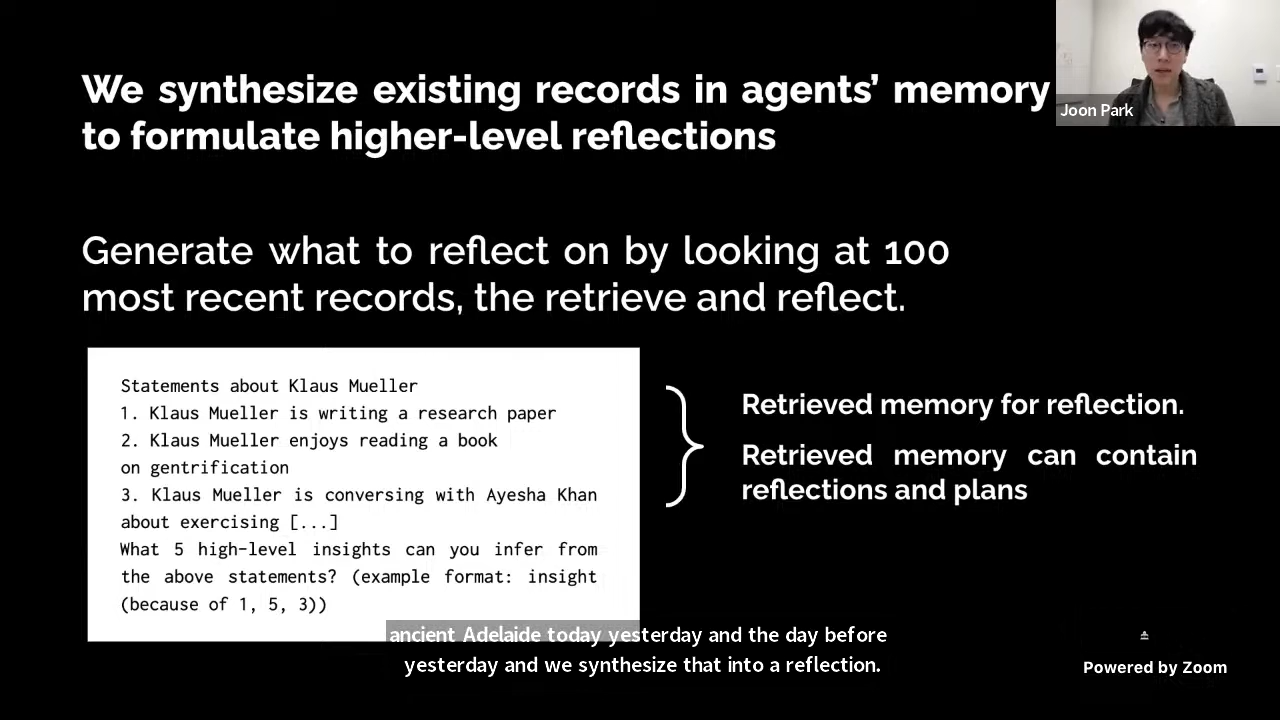 We synthesize existing records in agents’ memory
to formulate higher-level reflections
Joon Park
Generate what to reflect on by looking at 100
most recent records, the retrieve and reflect.
Statements about Klaus Mueller
1. Klaus Mueller is writing a research paper
2. Klaus Mueller enjoys reading a book
on gentrification
3. Klaus Mueller is conversing with Ayesha Khan
about exercising [...]
What 5 high-level insights can you infer from
the above statements? (example format: insight
(because of 1, 5, 3))
Retrieved memory for reflection.
Retrieved memory can contain
reflections and plans
ancient Adelaide today yesterday and the day before
yesterday and we synthesize that into a reflection.
Powered by Zoom